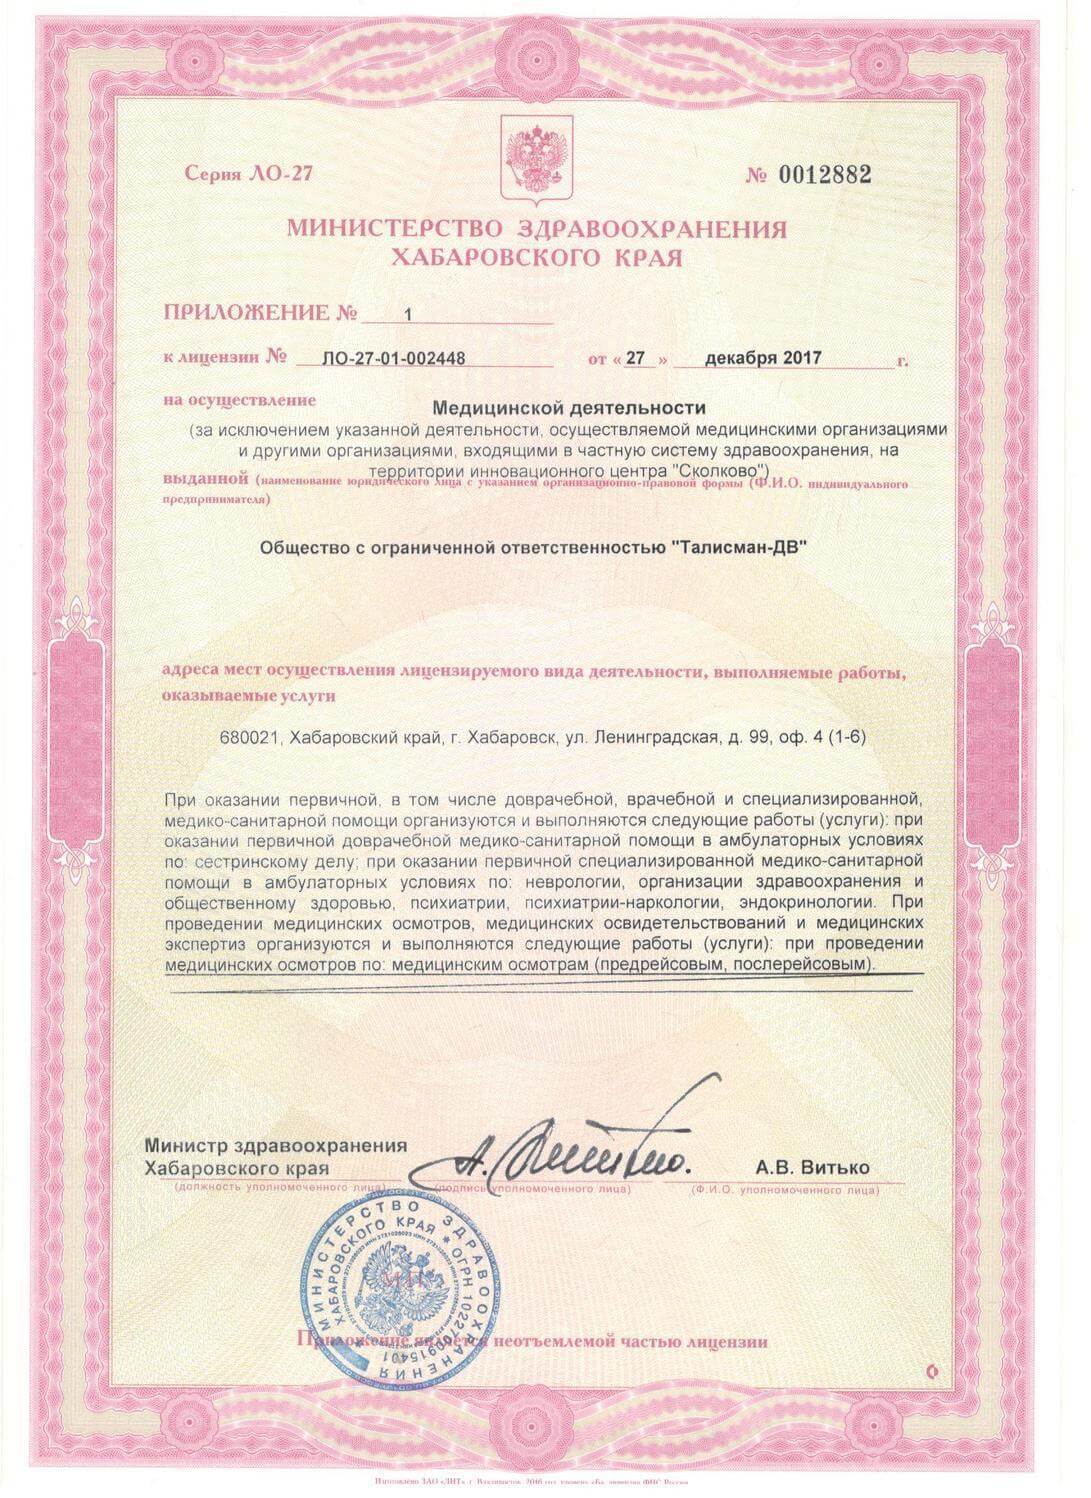 Серия ЛО-27
№ 0012882
МИНИСТЕРСТВО ЗДРАВООХРАНЕНИЯ
ХАБАРОВСКОГО КРАЯ
ПРИЛОЖЕНИЕ № 1
к лицензии № ЛО-27-01-002448 от « 27 » декабря 2017 г.
на осуществление
Медицинской деятельности
(за исключением указанной деятельности, осуществляемой медицинскими организациями
и другими организациями, входящими в частную систему здравоохранения, на
территории инновационного центра "Сколково")
выданной (наименование юридического лица с указанием организационно-правовой формы (Ф.И.О. индивидуального
предпринимателя)
Общество с ограниченной ответственностью "Талисман-ДВ"
адреса мест осуществления лицензируемого вида деятельности, выполняемые работы,
оказываемые услуги
680021, Хабаровский край, г. Хабаровск, ул. Ленинградская, д. 99, оф. 4 (1-6)
При оказании первичной, в том числе доврачебной, врачебной и специализированной,
медико-санитарной помощи организуются и выполняются следующие работы (услуги): при
оказании первичной доврачебной медико-санитарной помощи в амбулаторных условиях
по: сестринскому делу; при оказании первичной специализированной медико-санитарной
помощи в амбулаторных условиях по: неврологии, организации здравоохранения и
общественному здоровью, психиатрии, психиатрии-наркологии, эндокринологии. При
проведении медицинских осмотров, медицинских освидетельствований и медицинских
экспертиз организуются и выполняются следующие работы (услуги): при проведении
медицинских осмотров по: медицинским осмотрам (предрейсовым, послерейсовым).
Министр здравоохранения
Хабаровского края
А. Витько.
А.В. Витько
(должность уполномоченного лица)
(подпись уполномоченного лица)
(Ф.И.О. уполномоченного лица)
МИНИСТЕРСТВО ЗДРАВООХРАНЕНИЯ
ХАБАРОВСКОГО КРАЯ * ОГРН 1022700915401
М.П.
Приложение является неотъемлемой частью лицензии